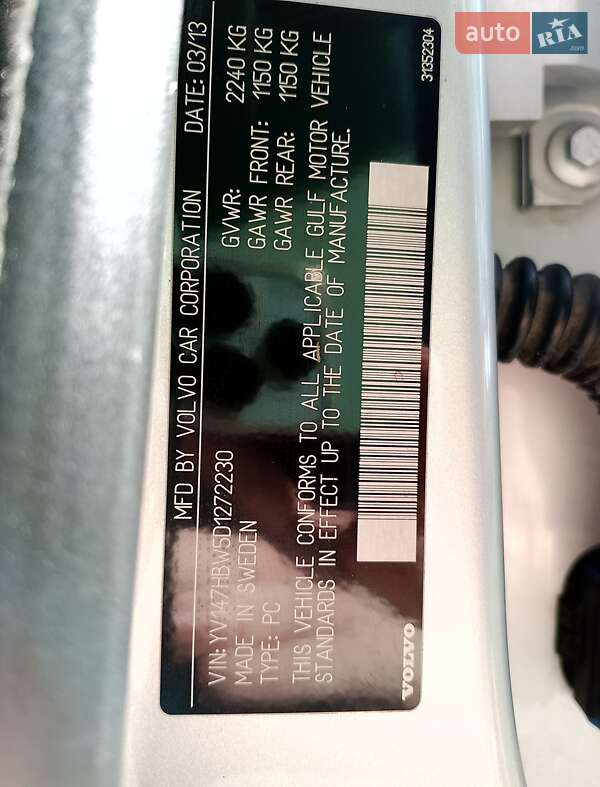 MFD BY VOLVO CAR CORPORATION DATE: 03/13
GVWR: 2240 KG
GAWR FRONT: 1150 KG
GAWR REAR: 1150 KG
VIN: YV147HBW5D1272230
MADE IN SWEDEN
TYPE: PC
THIS VEHICLE CONFORMS TO ALL APPLICABLE GULF MOTOR VEHICLE
STANDARDS IN EFFECT UP TO THE DATE OF MANUFACTURE.
VOLVO
31352304
auto RIA.com